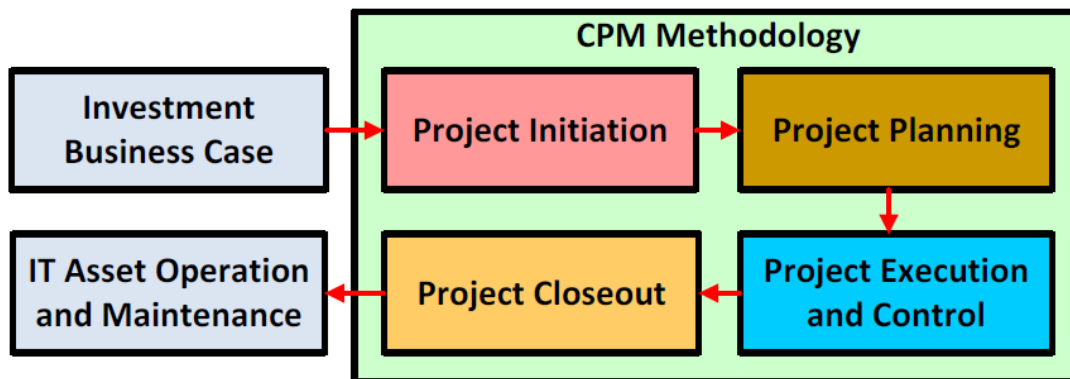 CPM Methodology
Investment
Business Case
Project Initiation
Project Planning
IT Asset Operation
and Maintenance
Project Closeout
Project Execution
and Control